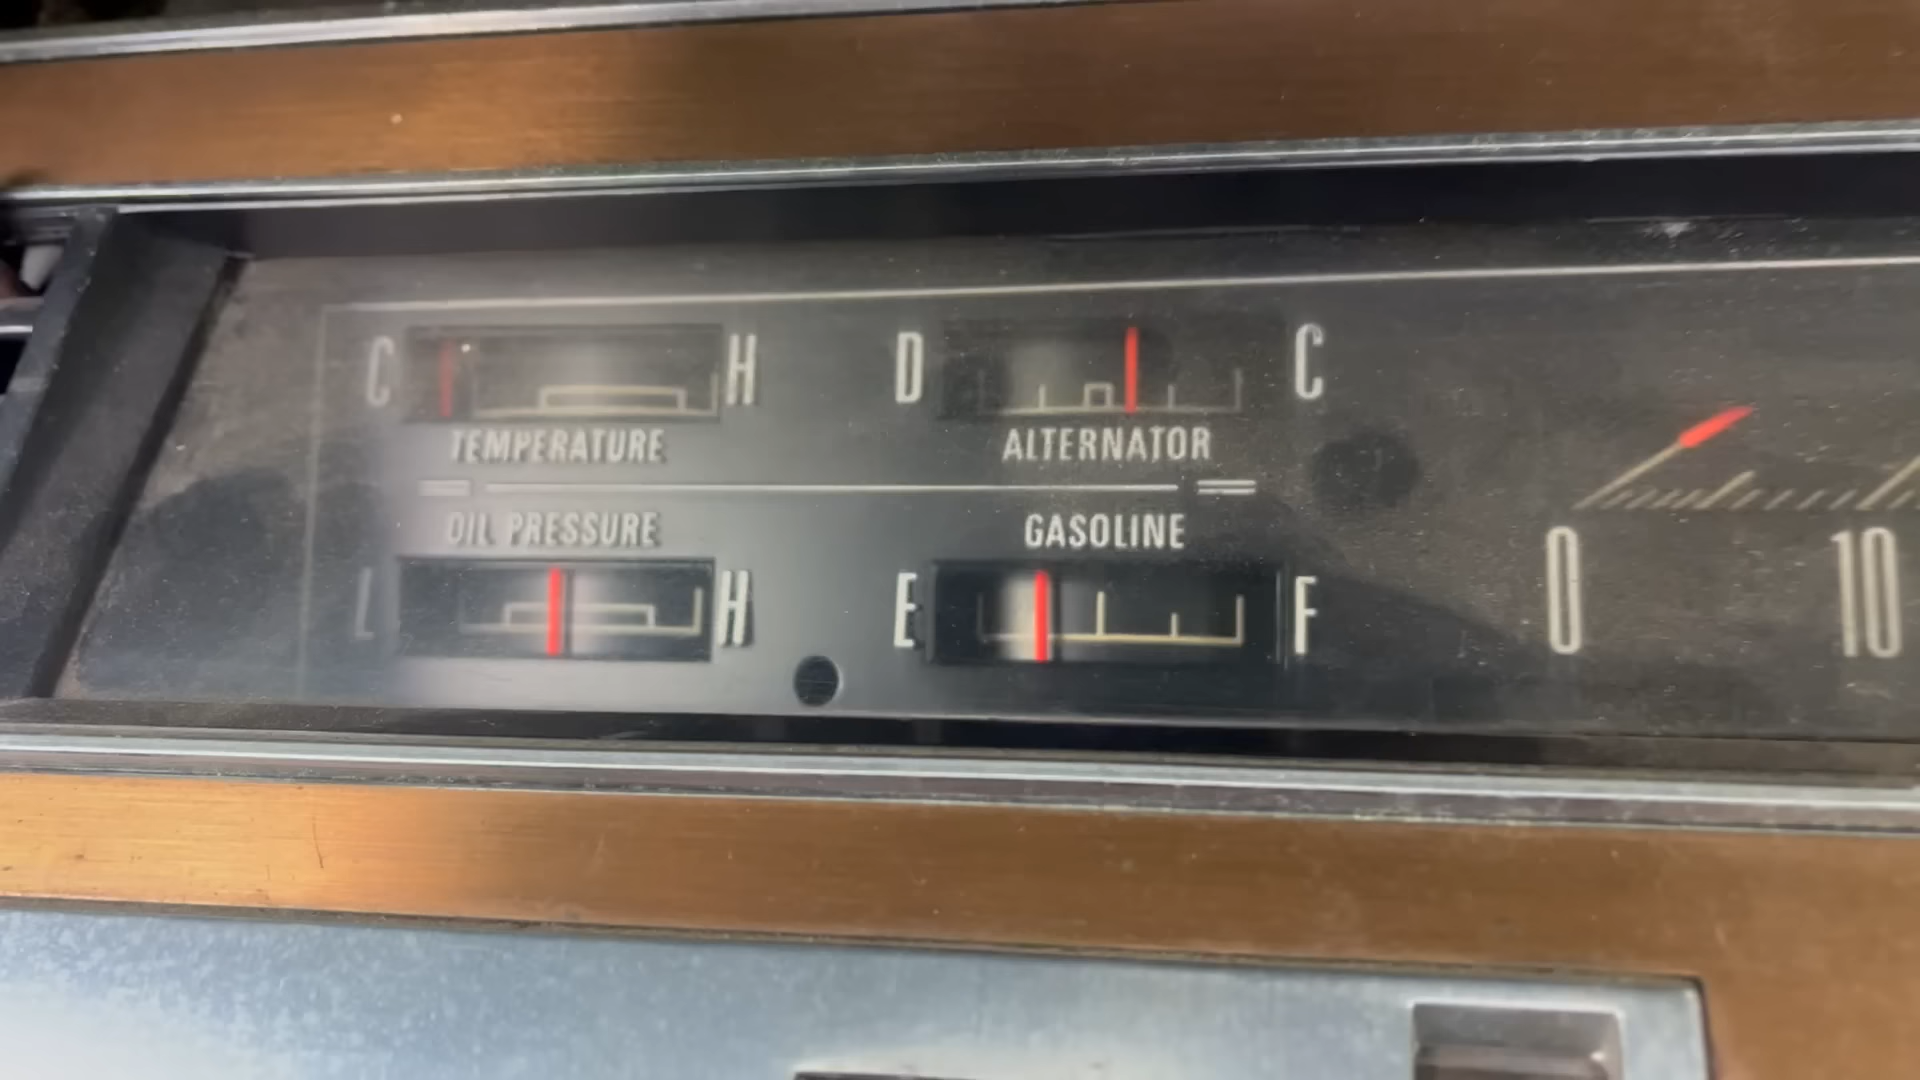 C H D C
TEMPERATURE ALTERNATOR
OIL PRESSURE GASOLINE
L H E F
0 10